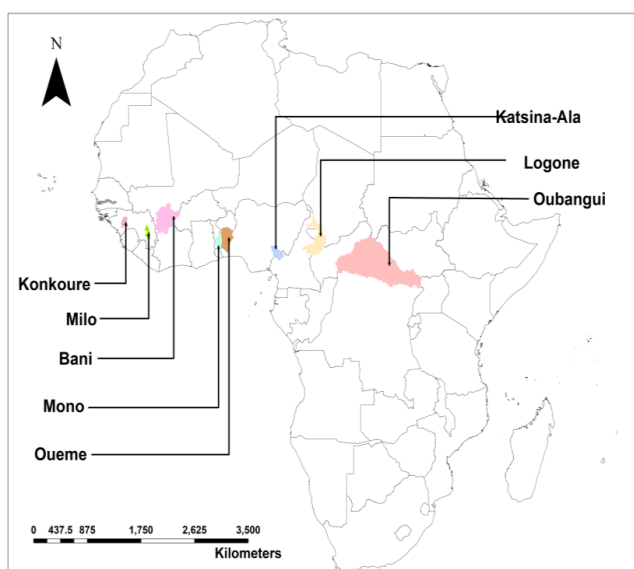 N
Katsina-Ala
Logone
Oubangui
Konkoure
Milo
Bani
Mono
Oueme
0 437.5 875 1,750 2,625 3,500
Kilometers